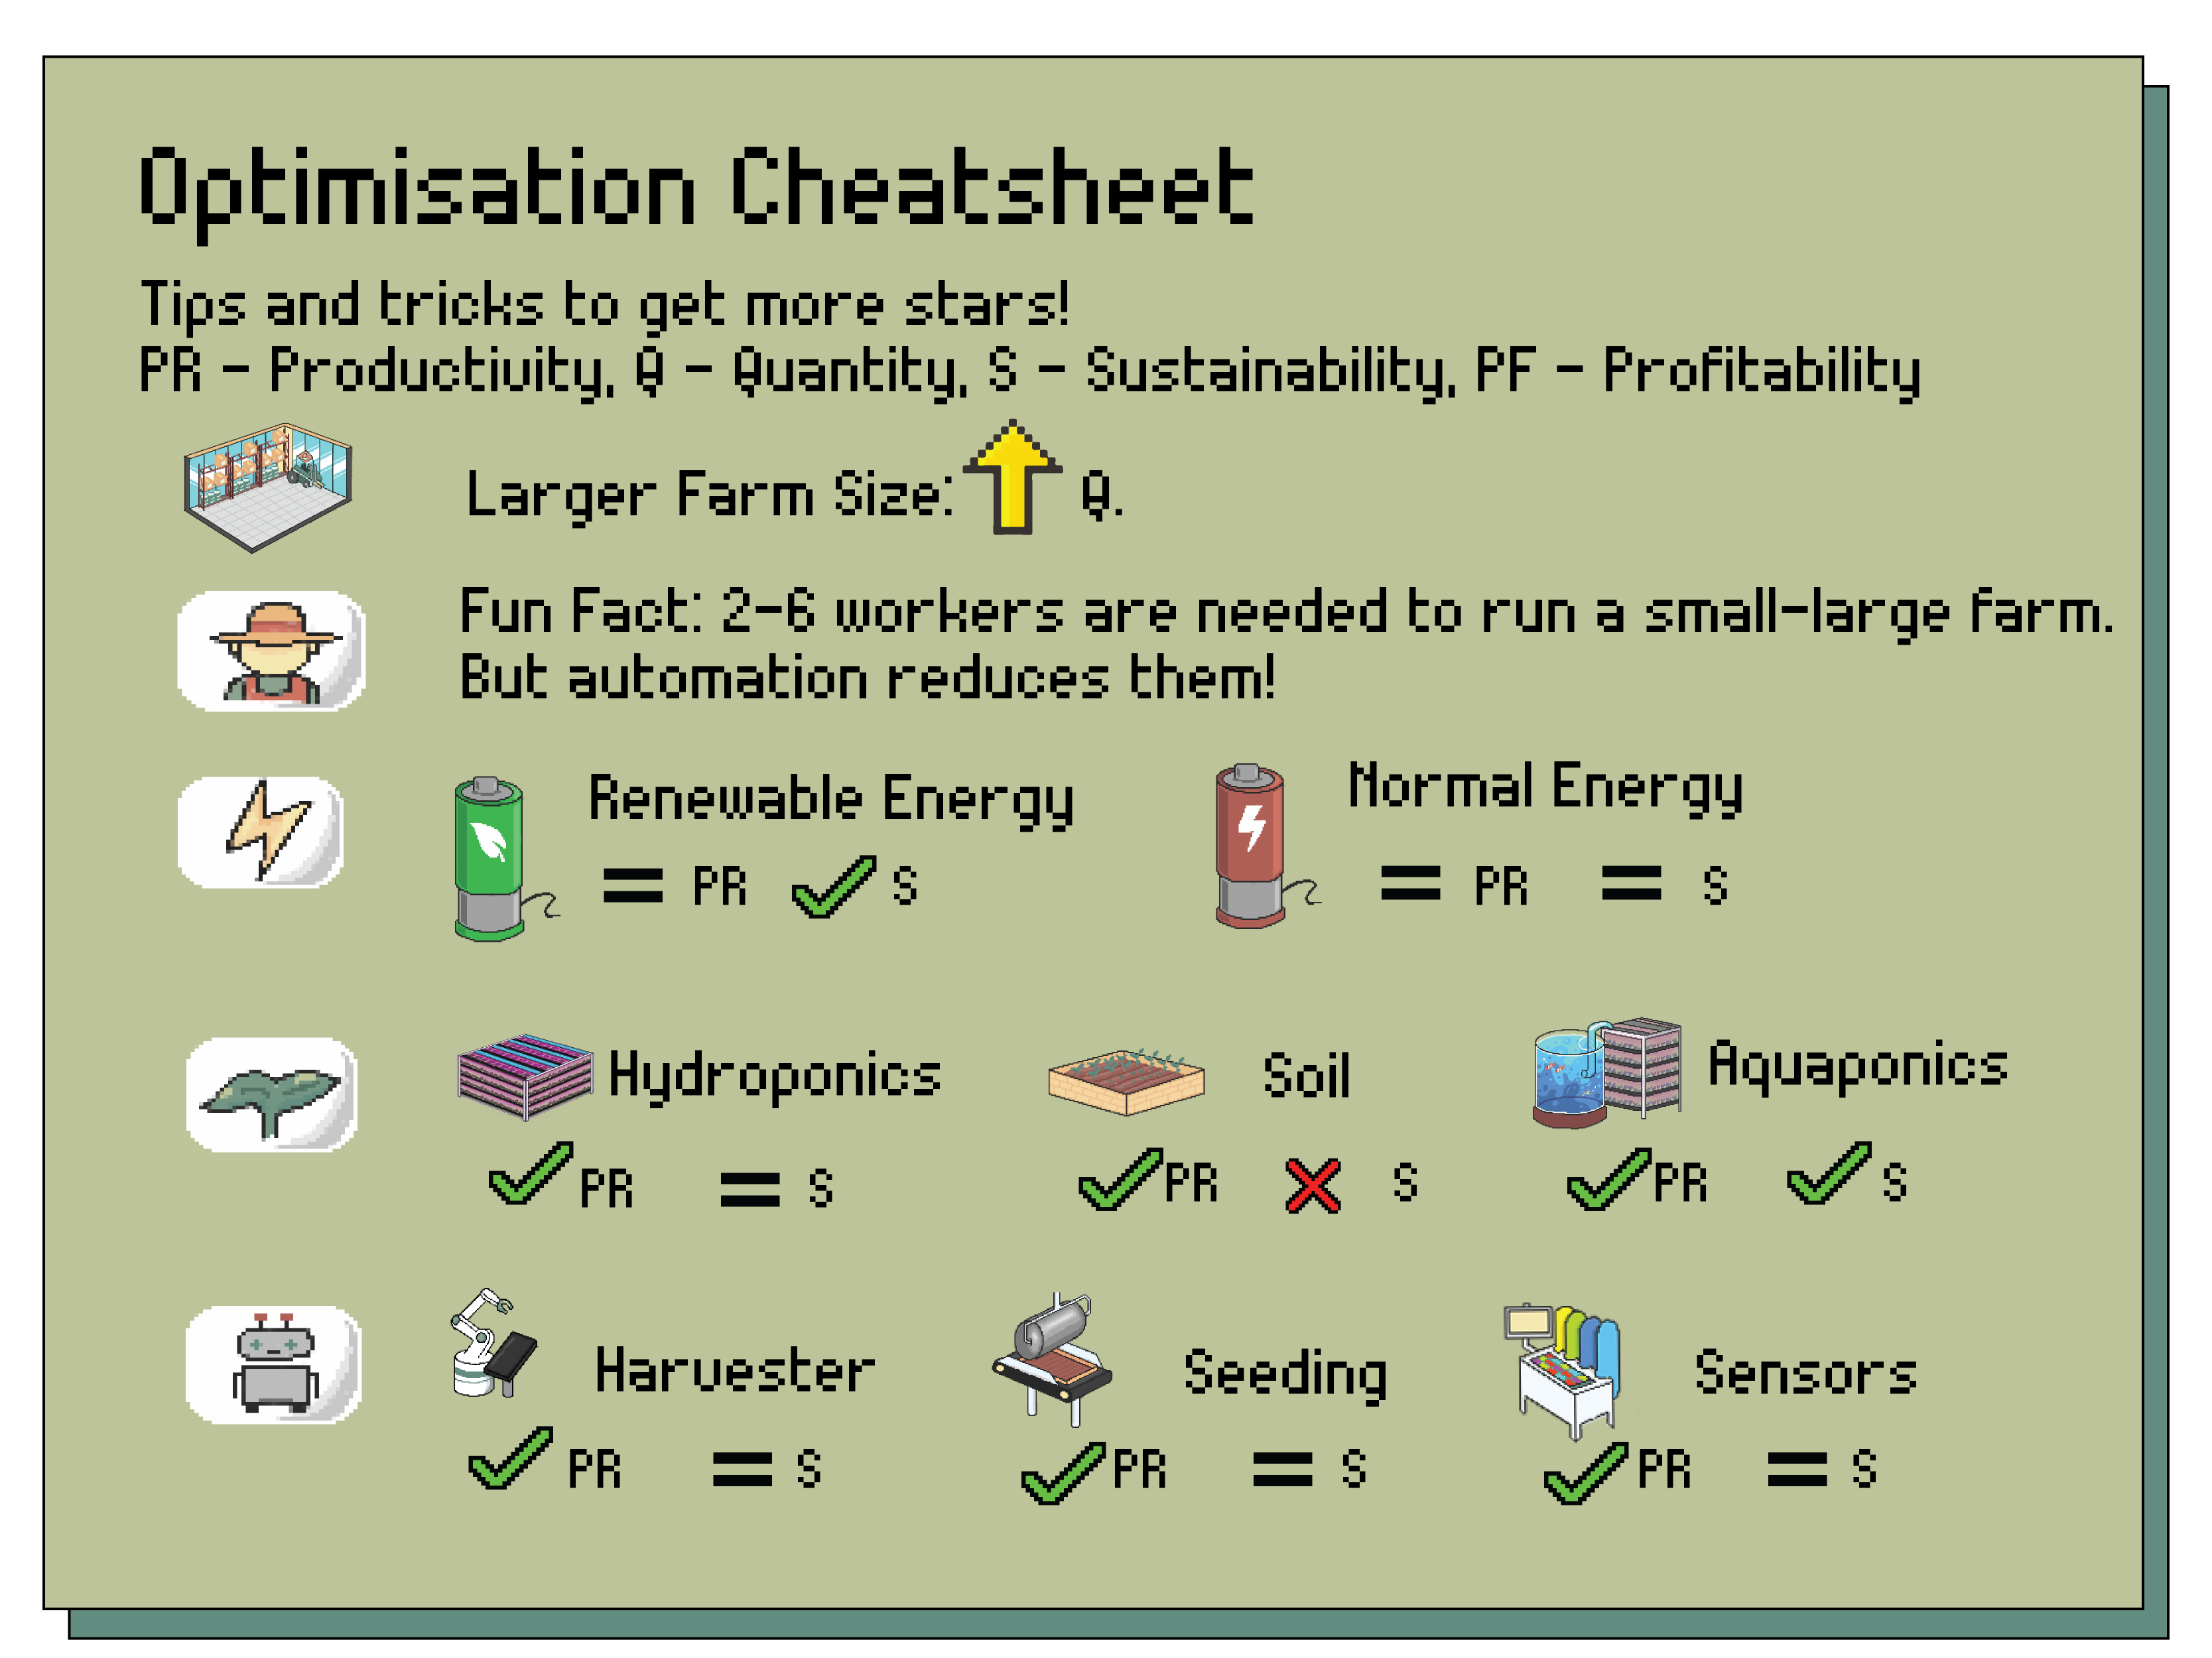 Optimisation Cheatsheet
Tips and tricks to get more stars!
PR - Productivity, Q - Quantity, S - Sustainability, PF - Profitability
Larger Farm Size: Q.
Fun Fact: 2-6 workers are needed to run a small-large farm.
But automation reduces them!
Renewable Energy
= PR S
Normal Energy
= PR = S
Hydroponics
PR = S
Soil
PR S
Aquaponics
PR S
Harvester
PR = S
Seeding
PR = S
Sensors
PR = S